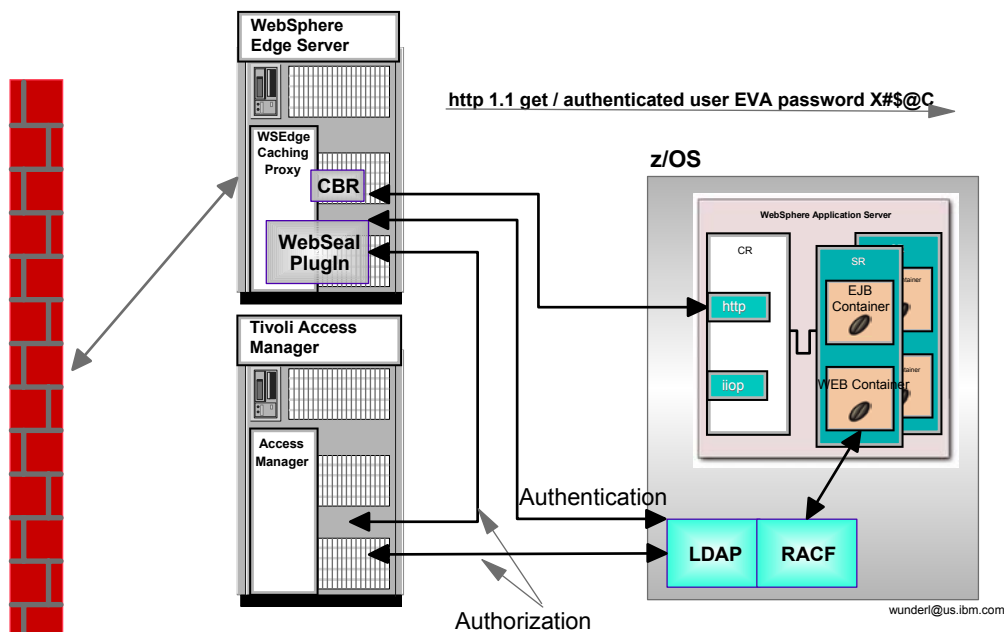 WebSphere
Edge Server
http 1.1 get / authenticated user EVA password X#$@C
WSEdge
Caching
Proxy
CBR
WebSeal
PlugIn
z/OS
WebSphere Application Server
CR
http
iiop
SR
EJB
Container
WEB Container
Tivoli Access
Manager
Access
Manager
Authentication
LDAP
RACF
Authorization
wunderl@us.ibm.com